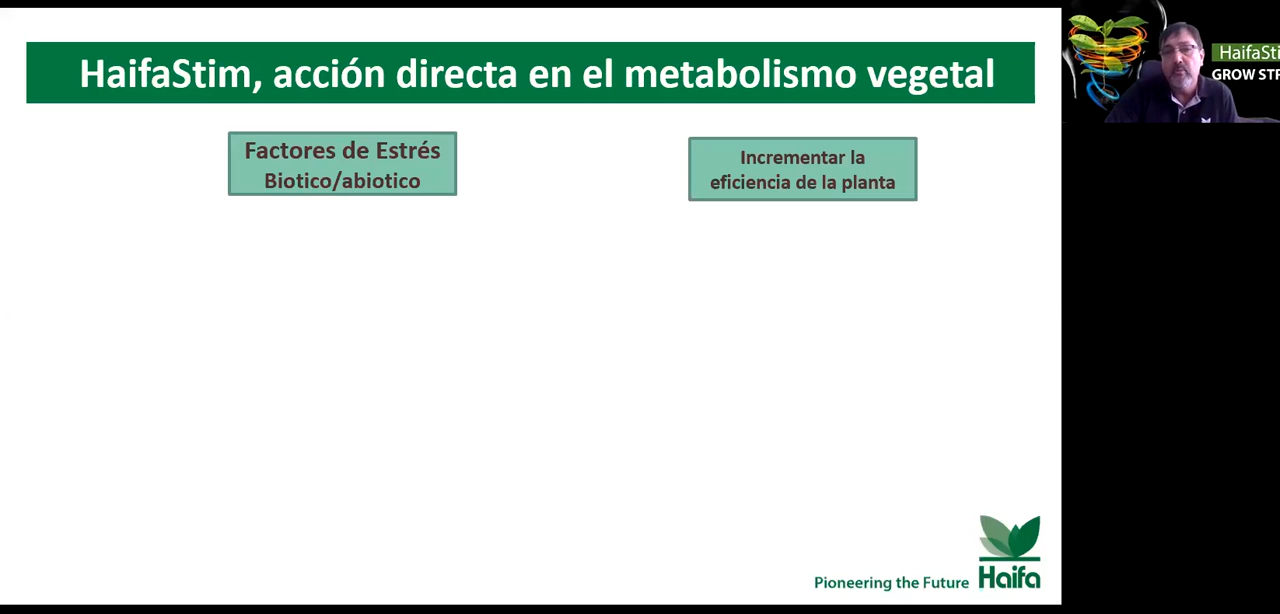 HaifaStim, acción directa en el metabolismo vegetal
Factores de Estrés
Biotico/abiotico
Incrementar la
eficiencia de la planta
Pioneering the Future
Haifa
HaifaSti
GROW STR